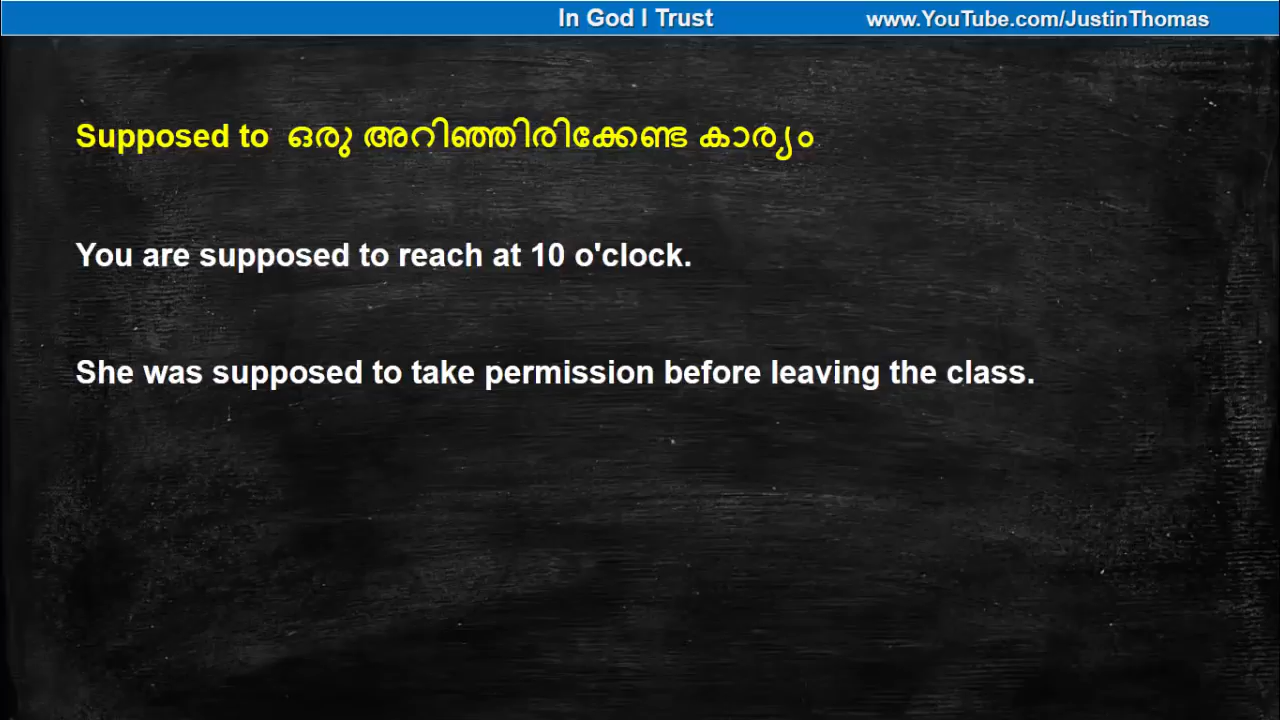 In God I Trust
www.YouTube.com/JustinThomas
Supposed to ഒരു അറിഞ്ഞിരിക്കേണ്ട കാര്യം
You are supposed to reach at 10 o'clock.
She was supposed to take permission before leaving the class.